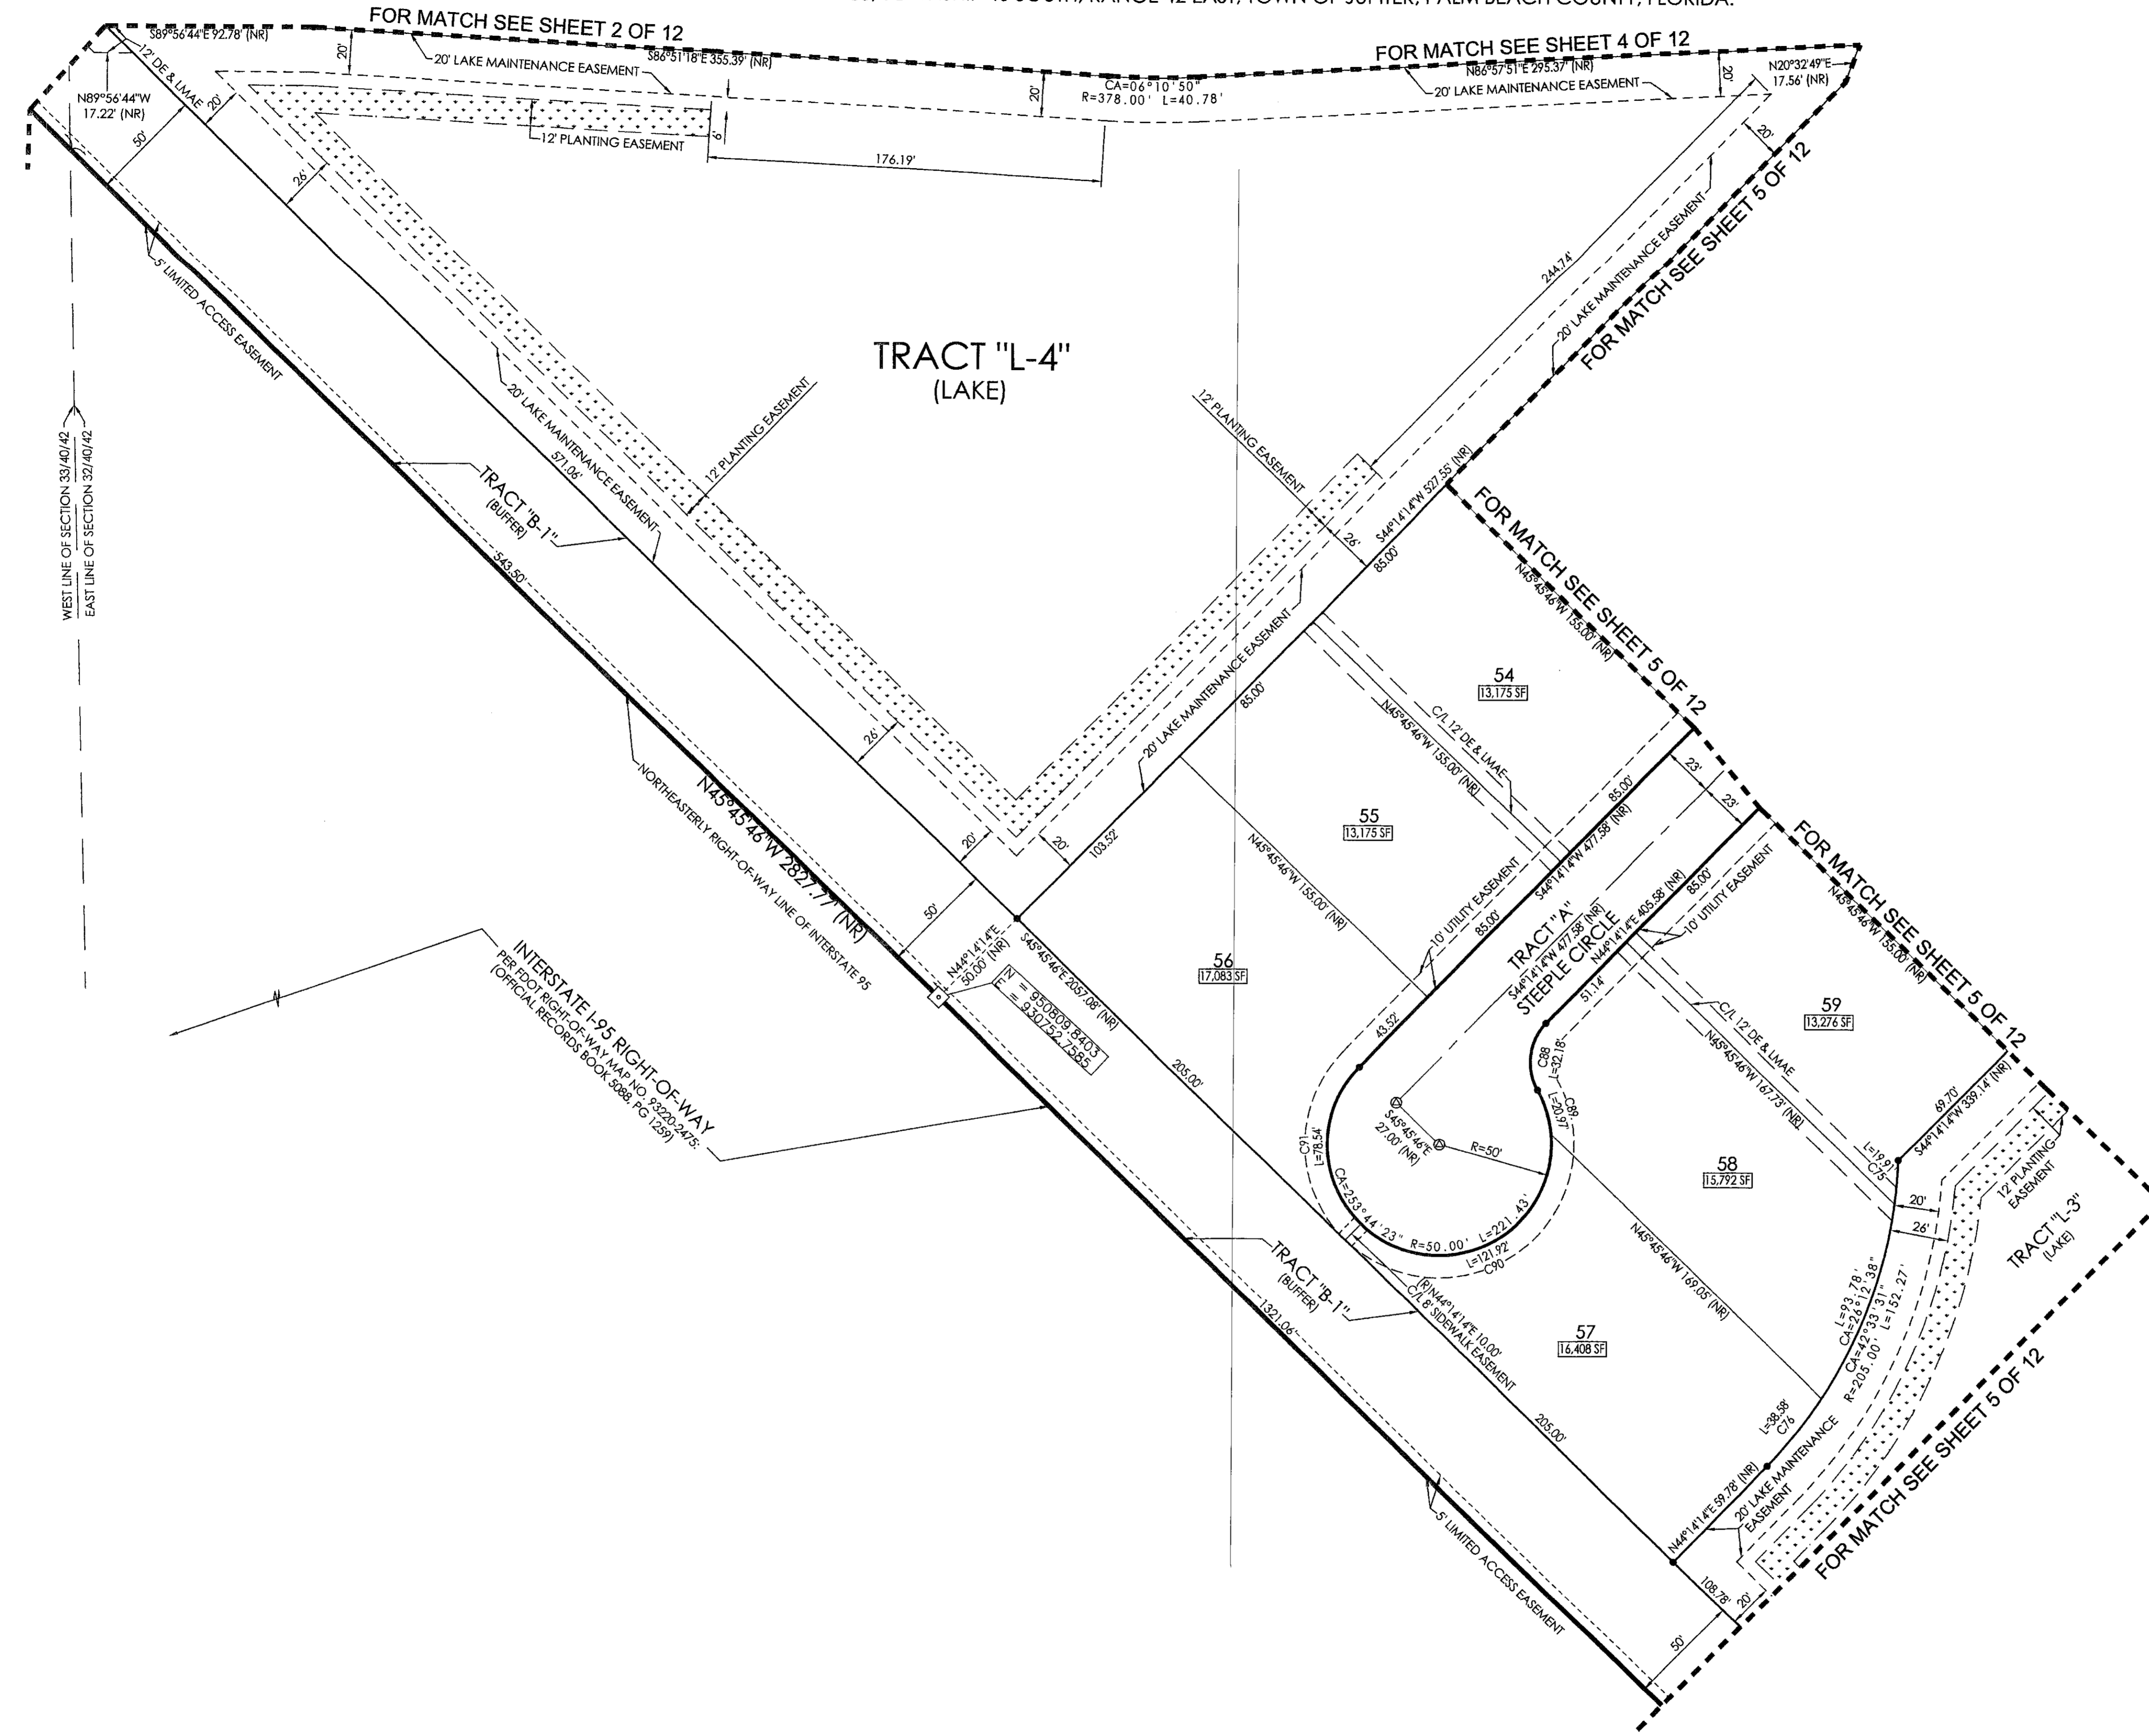 FOR MATCH SEE SHEET 2 OF 12
S89°56'44"E 92.78' (NR)
12' DE & LMAE
20'
20'
N89°56'44"W
17.22' (NR)
50'
26'
20' LAKE MAINTENANCE EASEMENT
S86°51'18"E 355.39' (NR)
12' PLANTING EASEMENT
6'
176.19'
20'
CA=06°10'50"
R=378.00' L=40.78'
FOR MATCH SEE SHEET 4 OF 12
N86°57'51"E 295.37' (NR)
20' LAKE MAINTENANCE EASEMENT
20'
N20°32'49"E
17.56' (NR)
20'
FOR MATCH SEE SHEET 5 OF 12
20' LAKE MAINTENANCE EASEMENT
244.74'
5' LIMITED ACCESS EASEMENT
WEST LINE OF SECTION 33/40/42
EAST LINE OF SECTION 32/40/42
TRACT "L-4"
(LAKE)
12' PLANTING EASEMENT
12' PLANTING EASEMENT
20' LAKE MAINTENANCE EASEMENT
571.06'
TRACT "B-1"
(BUFFER)
543.50'
26'
S44°14'14"W 527.55' (NR)
26'
85.00'
FOR MATCH SEE SHEET 5 OF 12
N45°45'46"W 155.00' (NR)
54
13,175 SF
85.00'
20' LAKE MAINTENANCE EASEMENT
C/L 12' DE & LMAE
N45°45'46"W 155.00' (NR)
NORTHEASTERLY RIGHT-OF-WAY LINE OF INTERSTATE 95
N45°45'46"W 2827.77' (NR)
20'
20'
103.52'
55
13,175 SF
N45°45'46"W 155.00' (NR)
85.00'
S44°14'14"W 477.58' (NR)
23'
23'
10' UTILITY EASEMENT
85.00'
TRACT "A"
S44°14'14"W 477.58' (NR)
STEEPLE CIRCLE
N44°14'14"E 405.58' (NR)
85.00'
10' UTILITY EASEMENT
51.14'
FOR MATCH SEE SHEET 5 OF 12
N45°45'46"W 155.00' (NR)
50'
N44°14'14"E
50.00' (NR)
S45°45'46"E 2057.08' (NR)
56
17,083 SF
N = 950809.8403
E = 930752.7585
N
INTERSTATE I-95 RIGHT-OF-WAY
PER FDOT RIGHT-OF-WAY MAP NO. 93220-2475:
(OFFICIAL RECORDS BOOK 5088, PG 1259)
205.00'
43.52'
C88
L=32.18'
C89
L=20.97'
C91
L=78.54'
S45°45'46"E
27.00' (NR)
R=50'
CA=253°44'23" R=50.00' L=221.43'
L=121.92'
C90
59
13,276 SF
C/L 12' DE & LMAE
N45°45'46"W 167.73' (NR)
69.70'
S44°14'14"W 339.14' (NR)
L=19.91'
C75
20'
26'
12' PLANTING
EASEMENT
TRACT "L-3"
(LAKE)
58
15,792 SF
N45°45'46"W 169.05' (NR)
TRACT "B-1"
(BUFFER)
(R)N44°14'14"E 10.00'
C/L 8' SIDEWALK EASEMENT
1321.06'
57
16,408 SF
205.00'
L=93.78'
CA=26°12'38"
CA=42°33'31"
R=205.00' L=152.27'
L=38.58'
C76
N44°14'14"E 59.78' (NR)
20' LAKE MAINTENANCE
EASEMENT
FOR MATCH SEE SHEET 5 OF 12
108.78'
20'
50'
5' LIMITED ACCESS EASEMENT